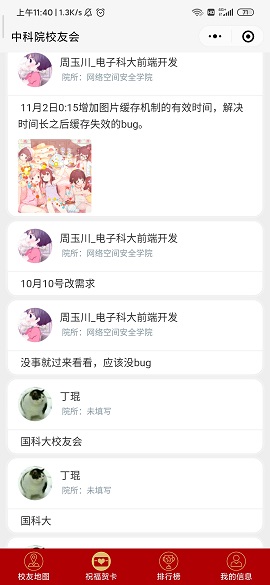 上午11:40 | 1.3K/s
71
中科院校友会
周玉川_电子科大前端开发
院所：网络空间安全学院
11月2日0:15增加图片缓存机制的有效时间，解决
时间长之后缓存失效的bug。
周玉川_电子科大前端开发
院所：网络空间安全学院
10月10号改需求
周玉川_电子科大前端开发
院所：网络空间安全学院
没事就过来看看，应该没bug
丁琨
院所：未填写
国科大校友会
丁琨
院所：未填写
国科大
校友地图
祝福贺卡
排行榜
我的信息